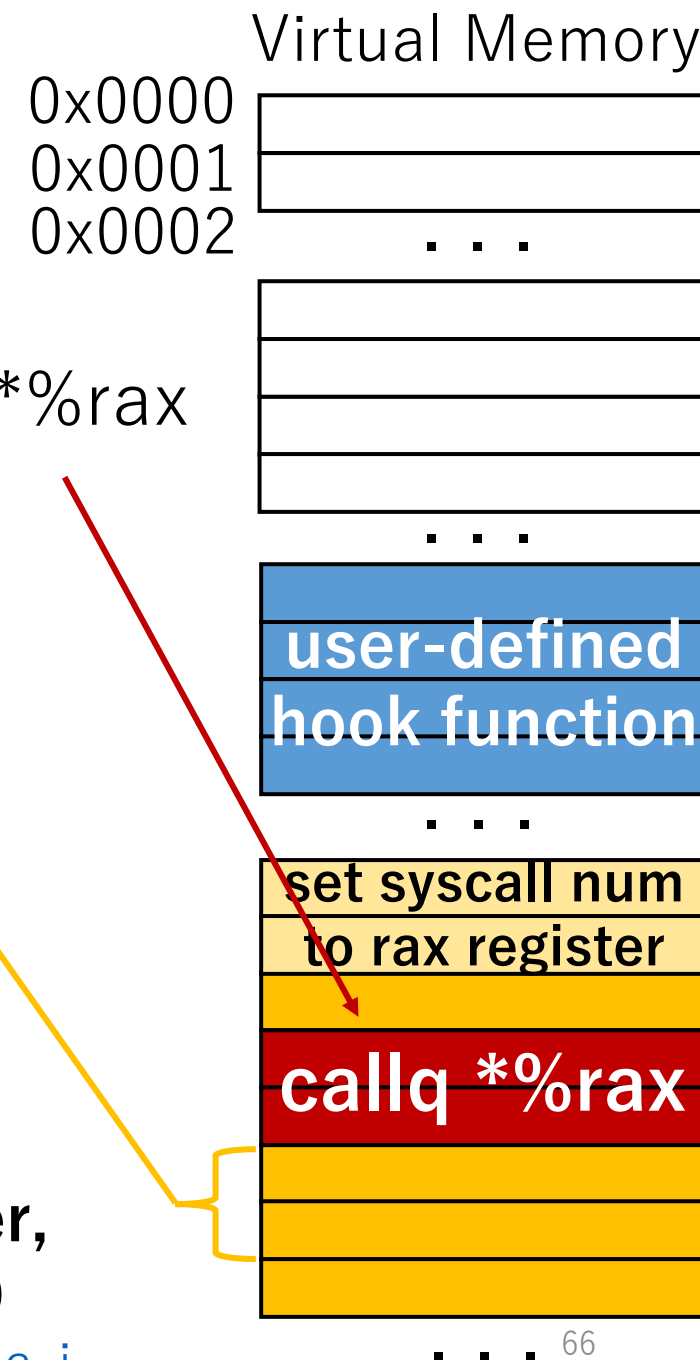 Virtual Memory
0x0000
0x0001
0x0002
. . .
*%rax
. . .
user-defined
hook function
. . .
set syscall num
to rax register
callq *%rax
er,
)
. . .
66